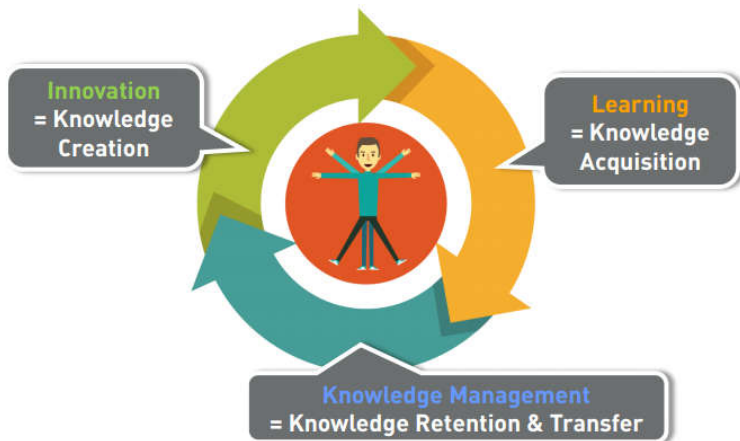 Innovation
= Knowledge
Creation
Learning
= Knowledge
Acquisition
Knowledge Management
= Knowledge Retention & Transfer